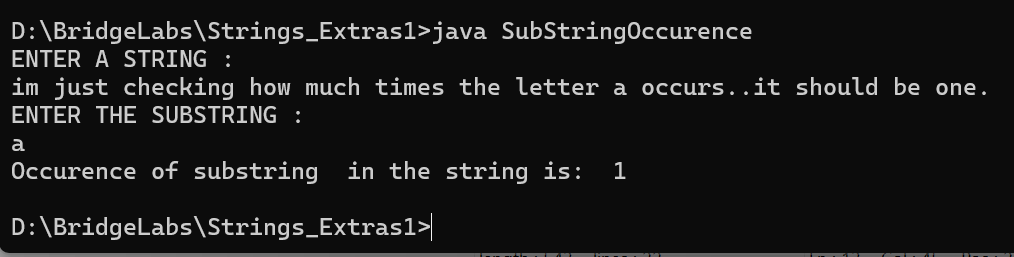 D:\BridgeLabs\Strings_Extras1>java SubStringOccurence
ENTER A STRING :
im just checking how much times the letter a occurs..it should be one.
ENTER THE SUBSTRING :
a
Occurence of substring  in the string is:  1
D:\BridgeLabs\Strings_Extras1>